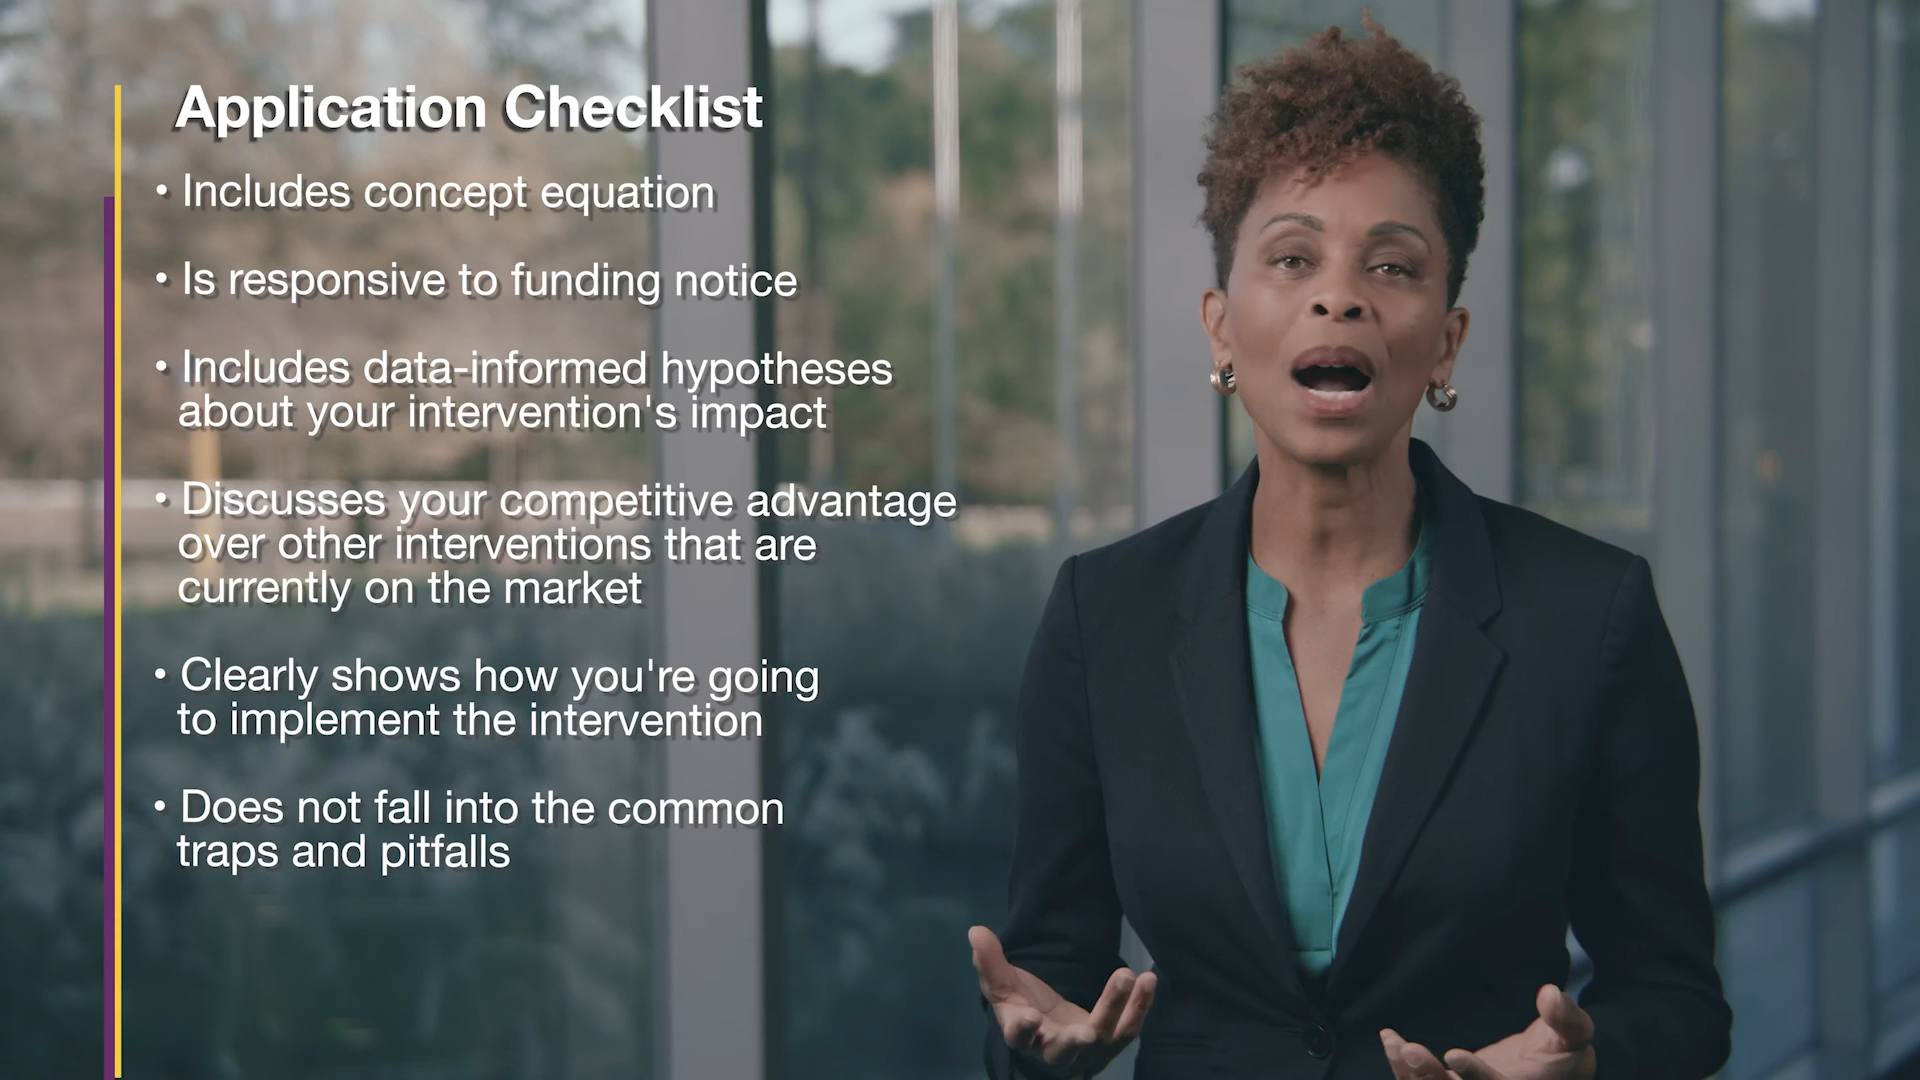 Application Checklist
• Includes concept equation
• Is responsive to funding notice
• Includes data-informed hypotheses
about your intervention's impact
• Discusses your competitive advantage
over other interventions that are
currently on the market
• Clearly shows how you're going
to implement the intervention
• Does not fall into the common
traps and pitfalls